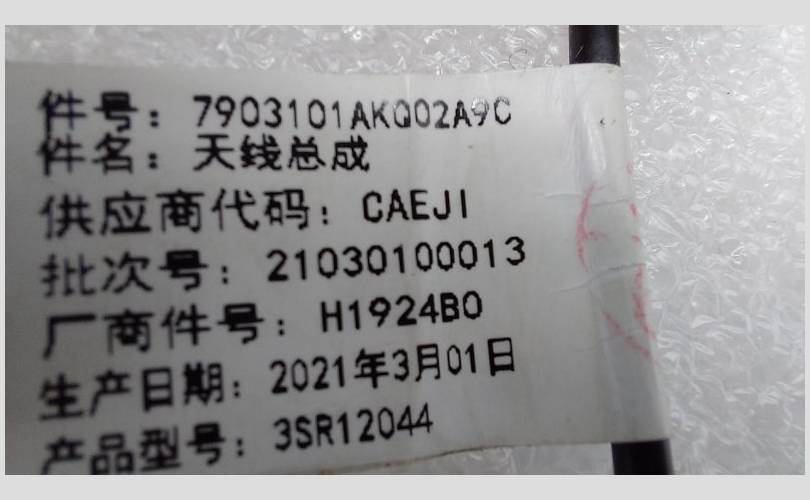 件号：7903101AKQ02A9C
件名：天线总成
供应商代码：CAEJI
批次号：21030100013
厂商件号：H1924B0
生产日期：2021年3月01日
产品型号：3SR12044